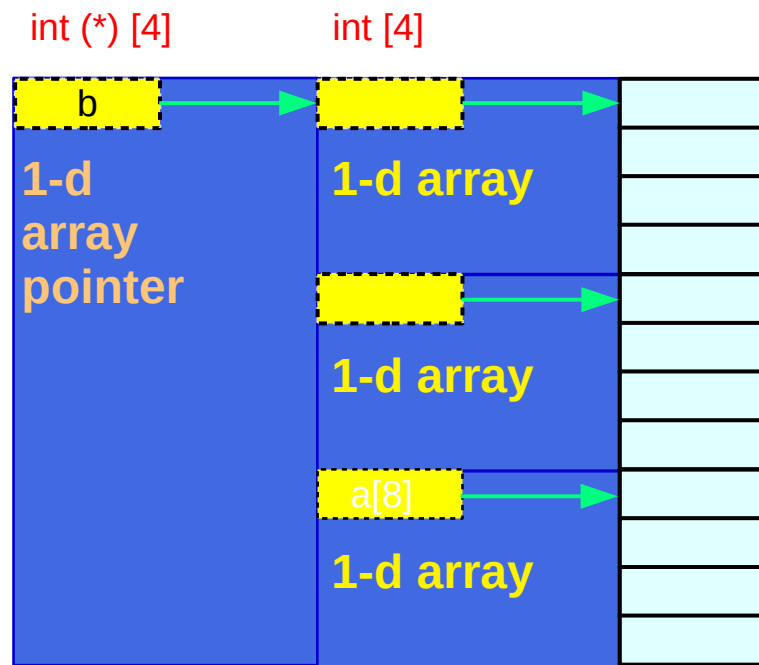 int (*) [4]
int [4]
b
1-d
array
pointer
1-d array
1-d array
a[8]
1-d array